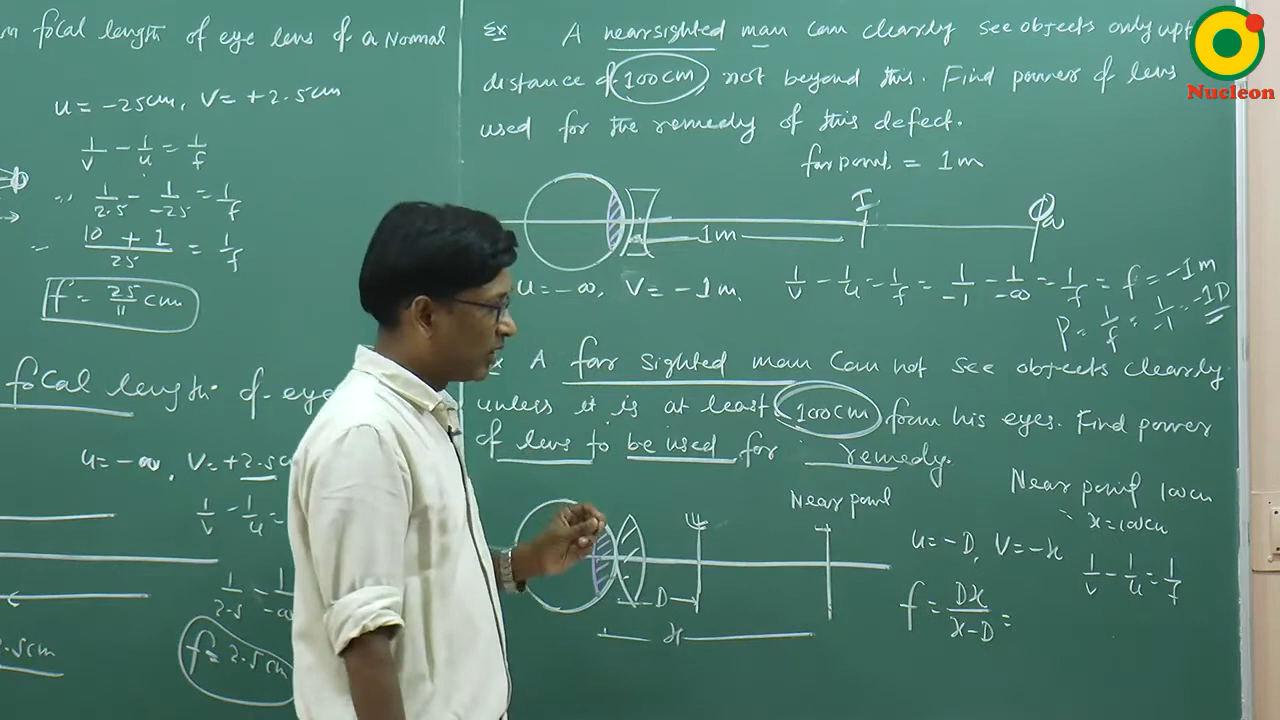 m focal length of eye lens of a Normal
u = -25cm, V = +2.5cm
1/v - 1/u = 1/f
1/2.5 - 1/-25 = 1/f
10 + 1/25 = 1/f
f = 25/11 cm
focal length of eye
u = -∞, V = +2.5c
1/v - 1/u =
1/2.5 - 1/-∞
f = 2.5cm
.5cm
Ex A nearsighted man can clearly see objects only upt
distance of 100cm, not beyond this. Find power of lens
used for the remedy of this defect.
far point = 1m
I
1m
u = -∞, V = -1m. 1/v - 1/u = 1/f = 1/-1 - 1/-∞ = 1/f = f = -1m
P = 1/f = 1/-1 = -1D
Ex A far sighted man can not see objects clearly
unless it is at least 100cm from his eyes. Find power
of lens to be used for remedy.
Near point
Near point 100cm
x = 100cm
u = -D, V = -x
1/v - 1/u = 1/f
f = Dx/x-D =
D
x
Nucleon